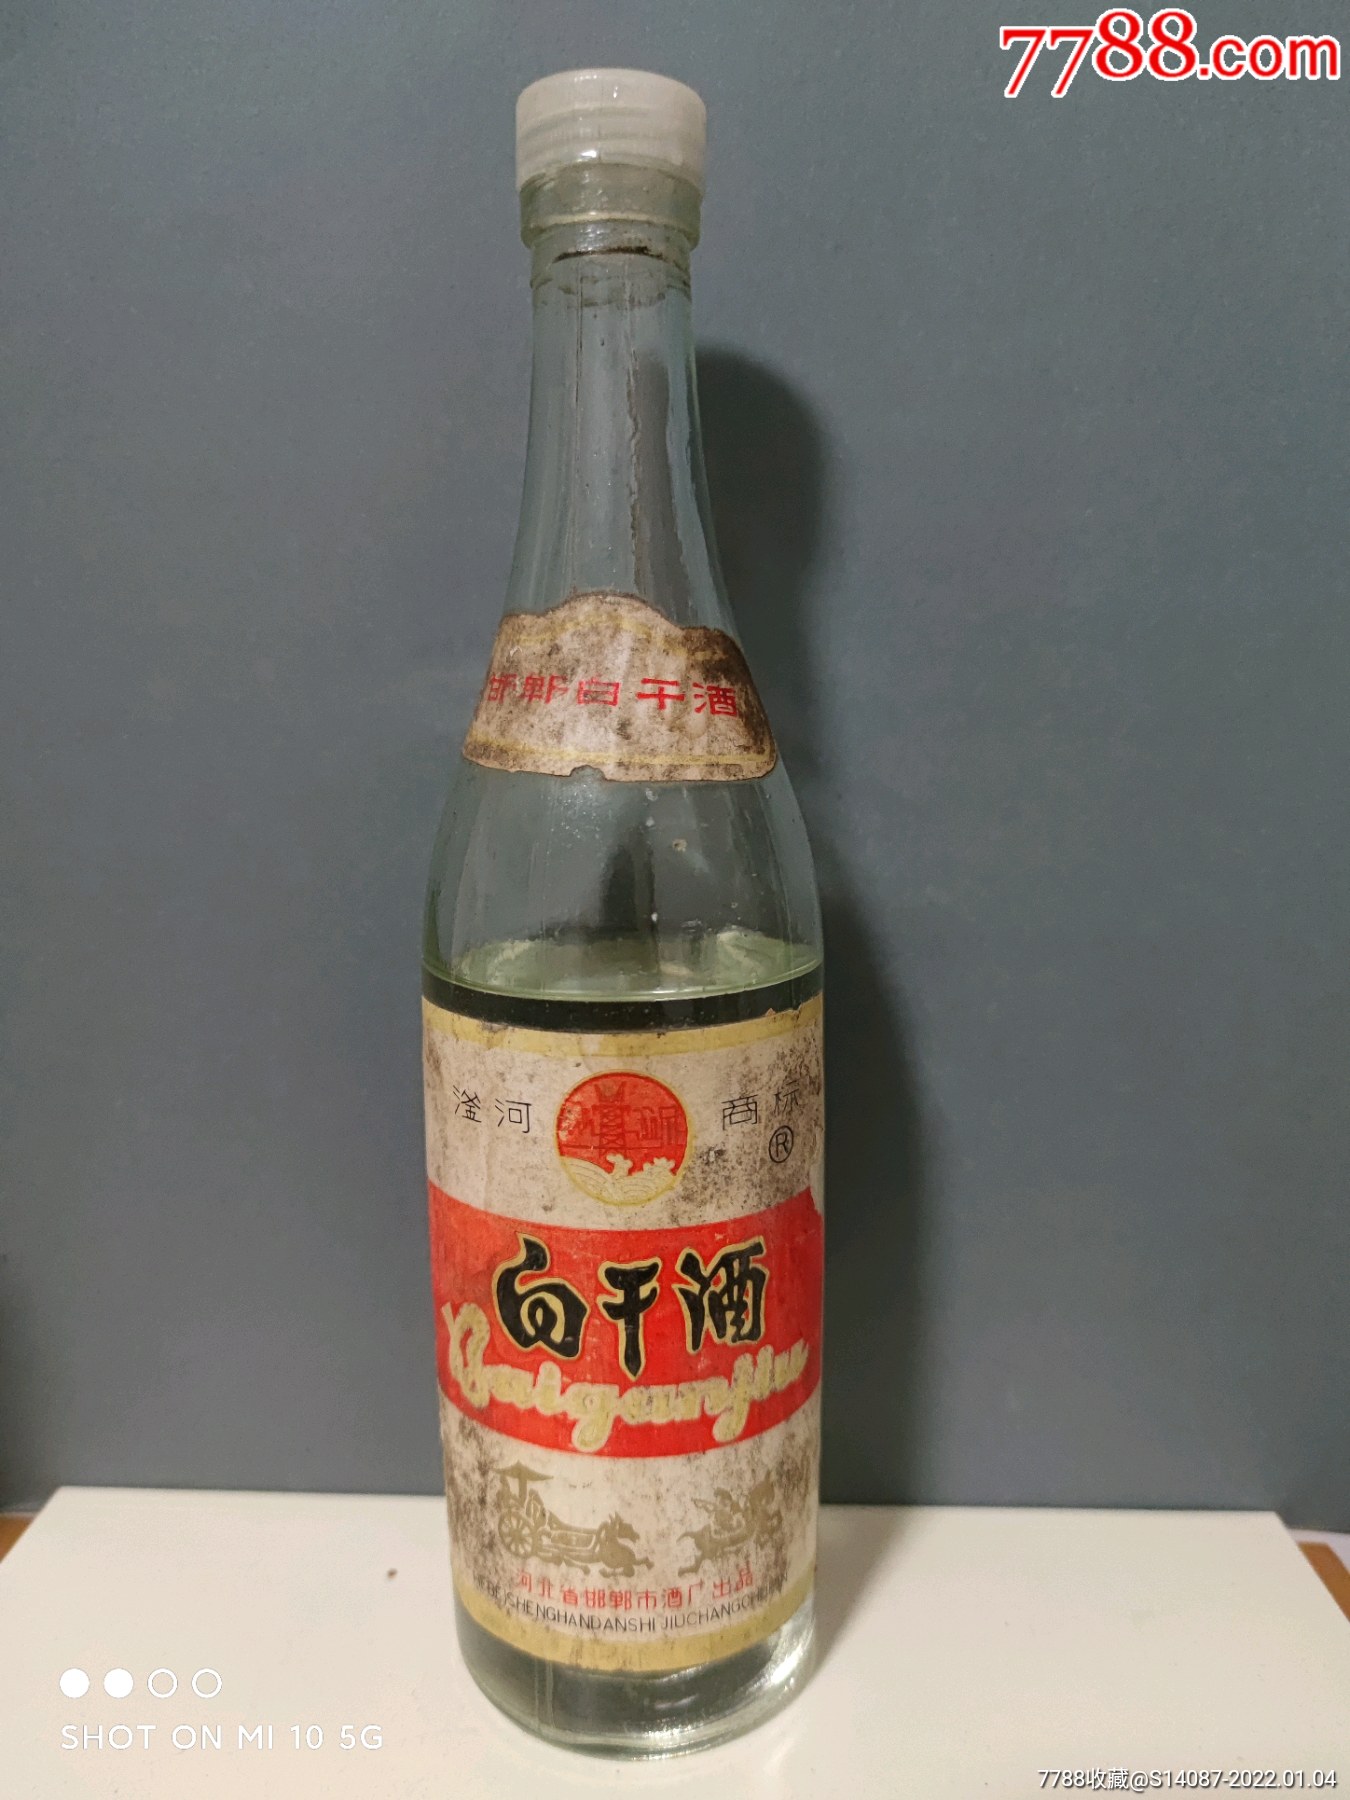 7788.com
邯郸白干酒
滏河 商标
®
白干酒
Baiganjiu
河北省邯郸市酒厂出品
BEISHENGHANDANSHI JIUCHANGCHU
SHOT ON MI 10 5G
7788收藏@S14087-2022.01.04